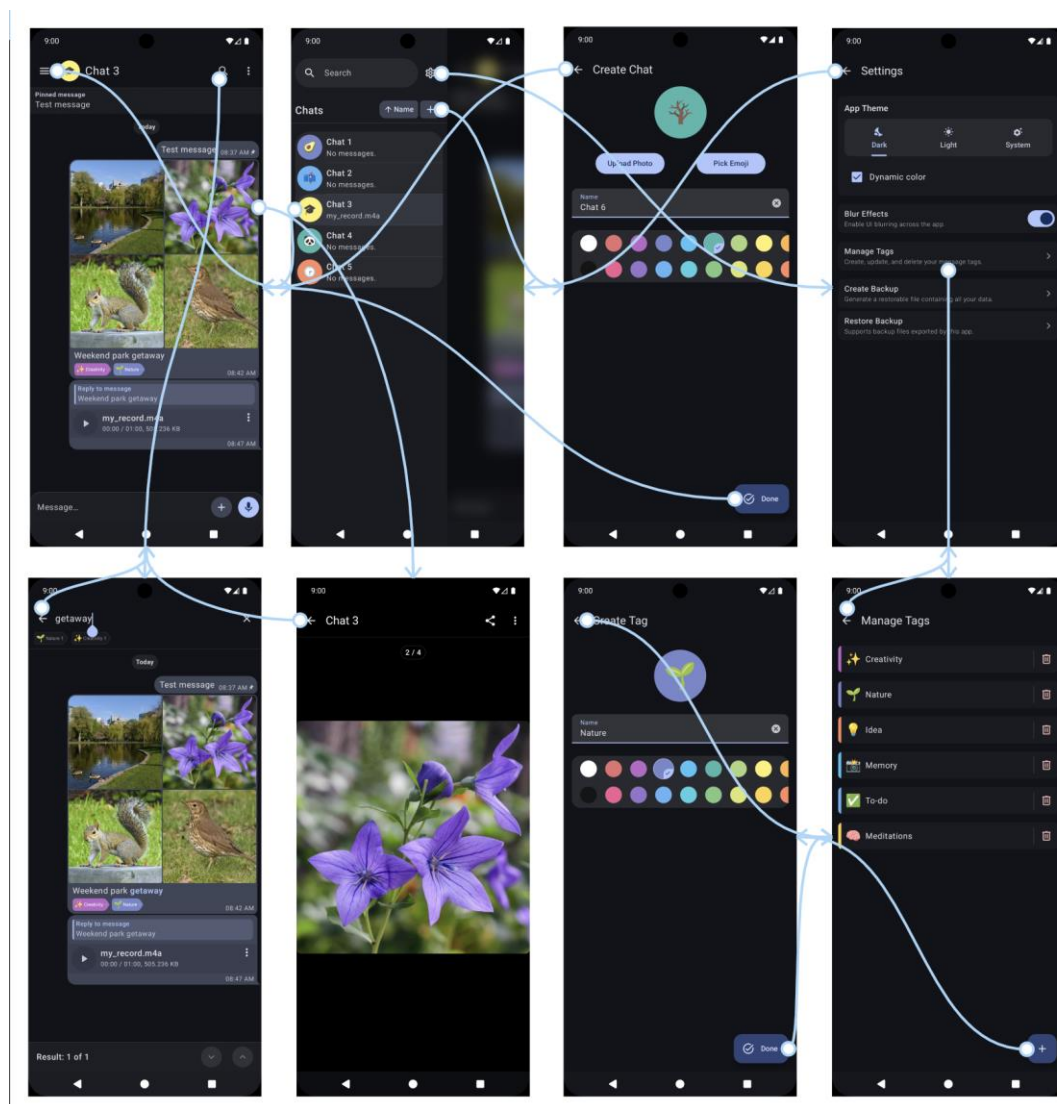 9:00
Chat 3
Pinned message
Test message
Today
Test message 08:37 AM
Weekend park getaway
Creativity
Nature
08:42 AM
Reply to message
Weekend park getaway
my_record.m4a
00:00 / 01:00, 505.236 KB
08:47 AM
Message...
9:00
Search
Chats
Name
Chat 1
No messages.
Chat 2
No messages.
Chat 3
my_record.m4a
Chat 4
No messages.
Chat 5
No messages.
9:00
Create Chat
Upload Photo
Pick Emoji
Name
Chat 6
Done
9:00
Settings
App Theme
Dark
Light
System
Dynamic color
Blur Effects
Enable UI blurring across the app.
Manage Tags
Create, update, and delete your message tags.
Create Backup
Generate a restorable file containing all your data.
Restore Backup
Supports backup files exported by this app.
9:00
getaway
Nature 1
Creativity 1
Today
Test message 08:37 AM
Weekend park getaway
Creativity
Nature
08:42 AM
Reply to message
Weekend park getaway
my_record.m4a
00:00 / 01:00, 505.236 KB
08:47 AM
Result: 1 of 1
9:00
Chat 3
2 / 4
9:00
Create Tag
Name
Nature
Done
9:00
Manage Tags
Creativity
Nature
Idea
Memory
To-do
Meditations